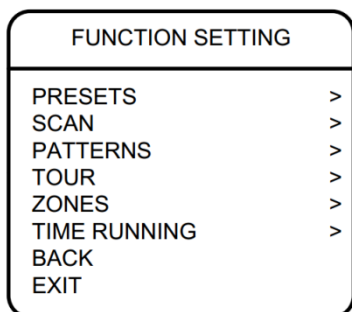 FUNCTION SETTING
PRESETS >
SCAN >
PATTERNS >
TOUR >
ZONES >
TIME RUNNING >
BACK
EXIT